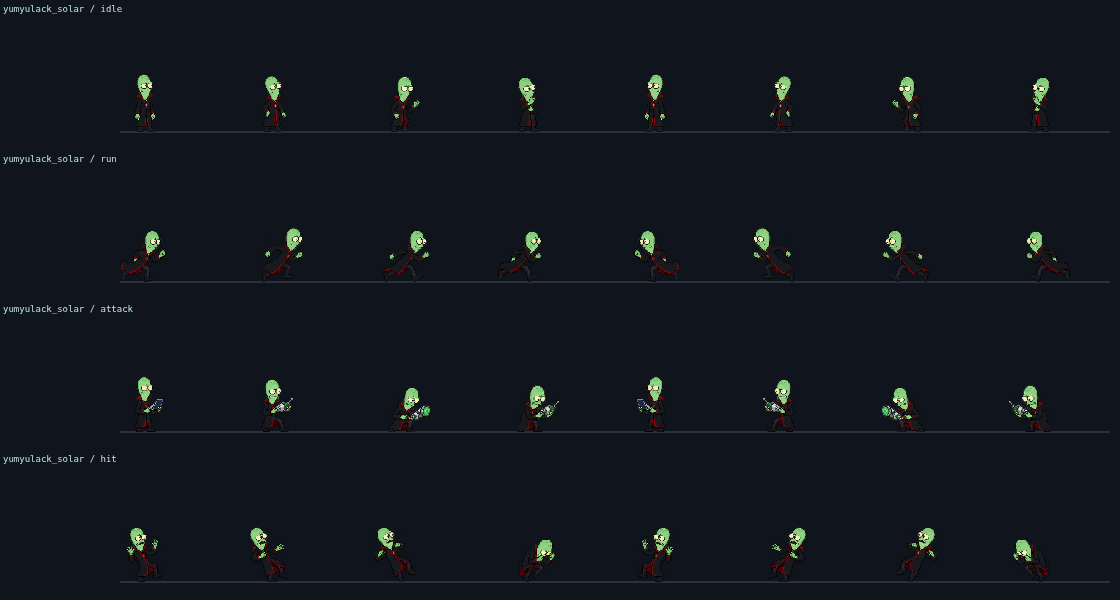 yumyulack_solar / idle
yumyulack_solar / run
yumyulack_solar / attack
yumyulack_solar / hit